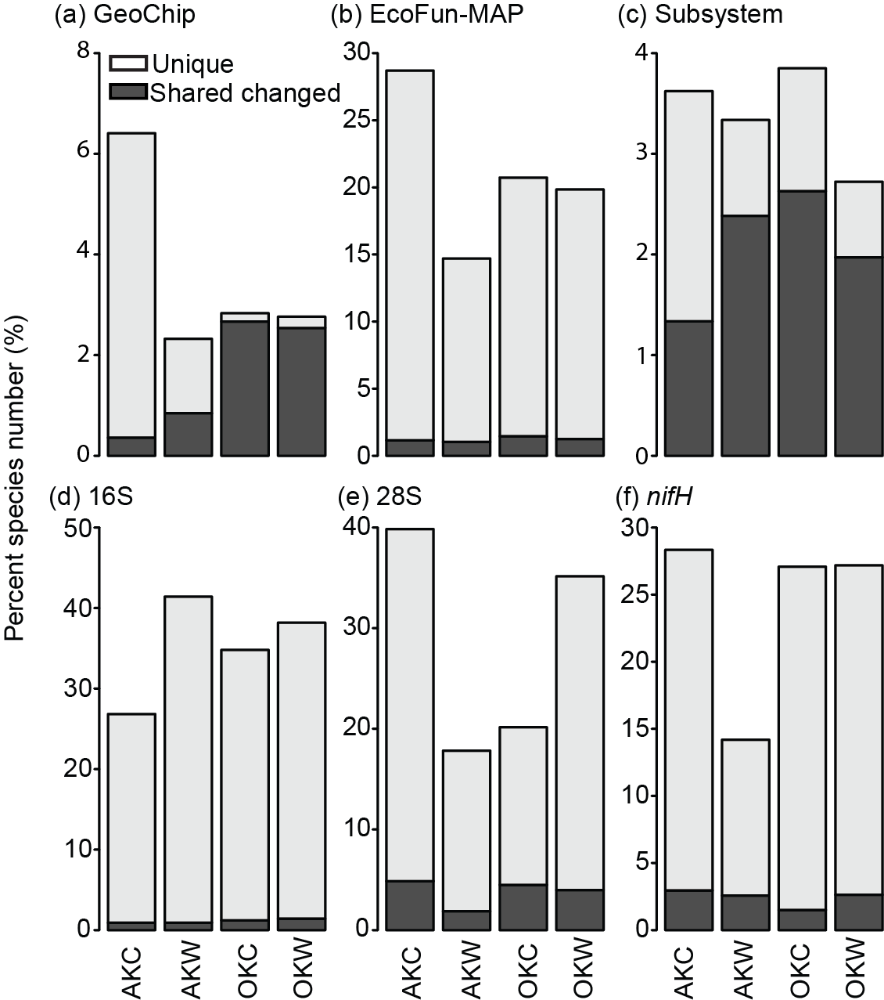 (a) GeoChip
(b) EcoFun-MAP
(c) Subsystem
Percent species number (%)
Unique
Shared changed
8
6
4
2
0
30
25
20
15
10
5
0
4
3
2
1
0
(d) 16S
(e) 28S
(f) nifH
50
40
30
20
10
0
40
30
20
10
0
30
25
20
15
10
5
0
AKC
AKW
OKC
OKW
AKC
AKW
OKC
OKW
AKC
AKW
OKC
OKW